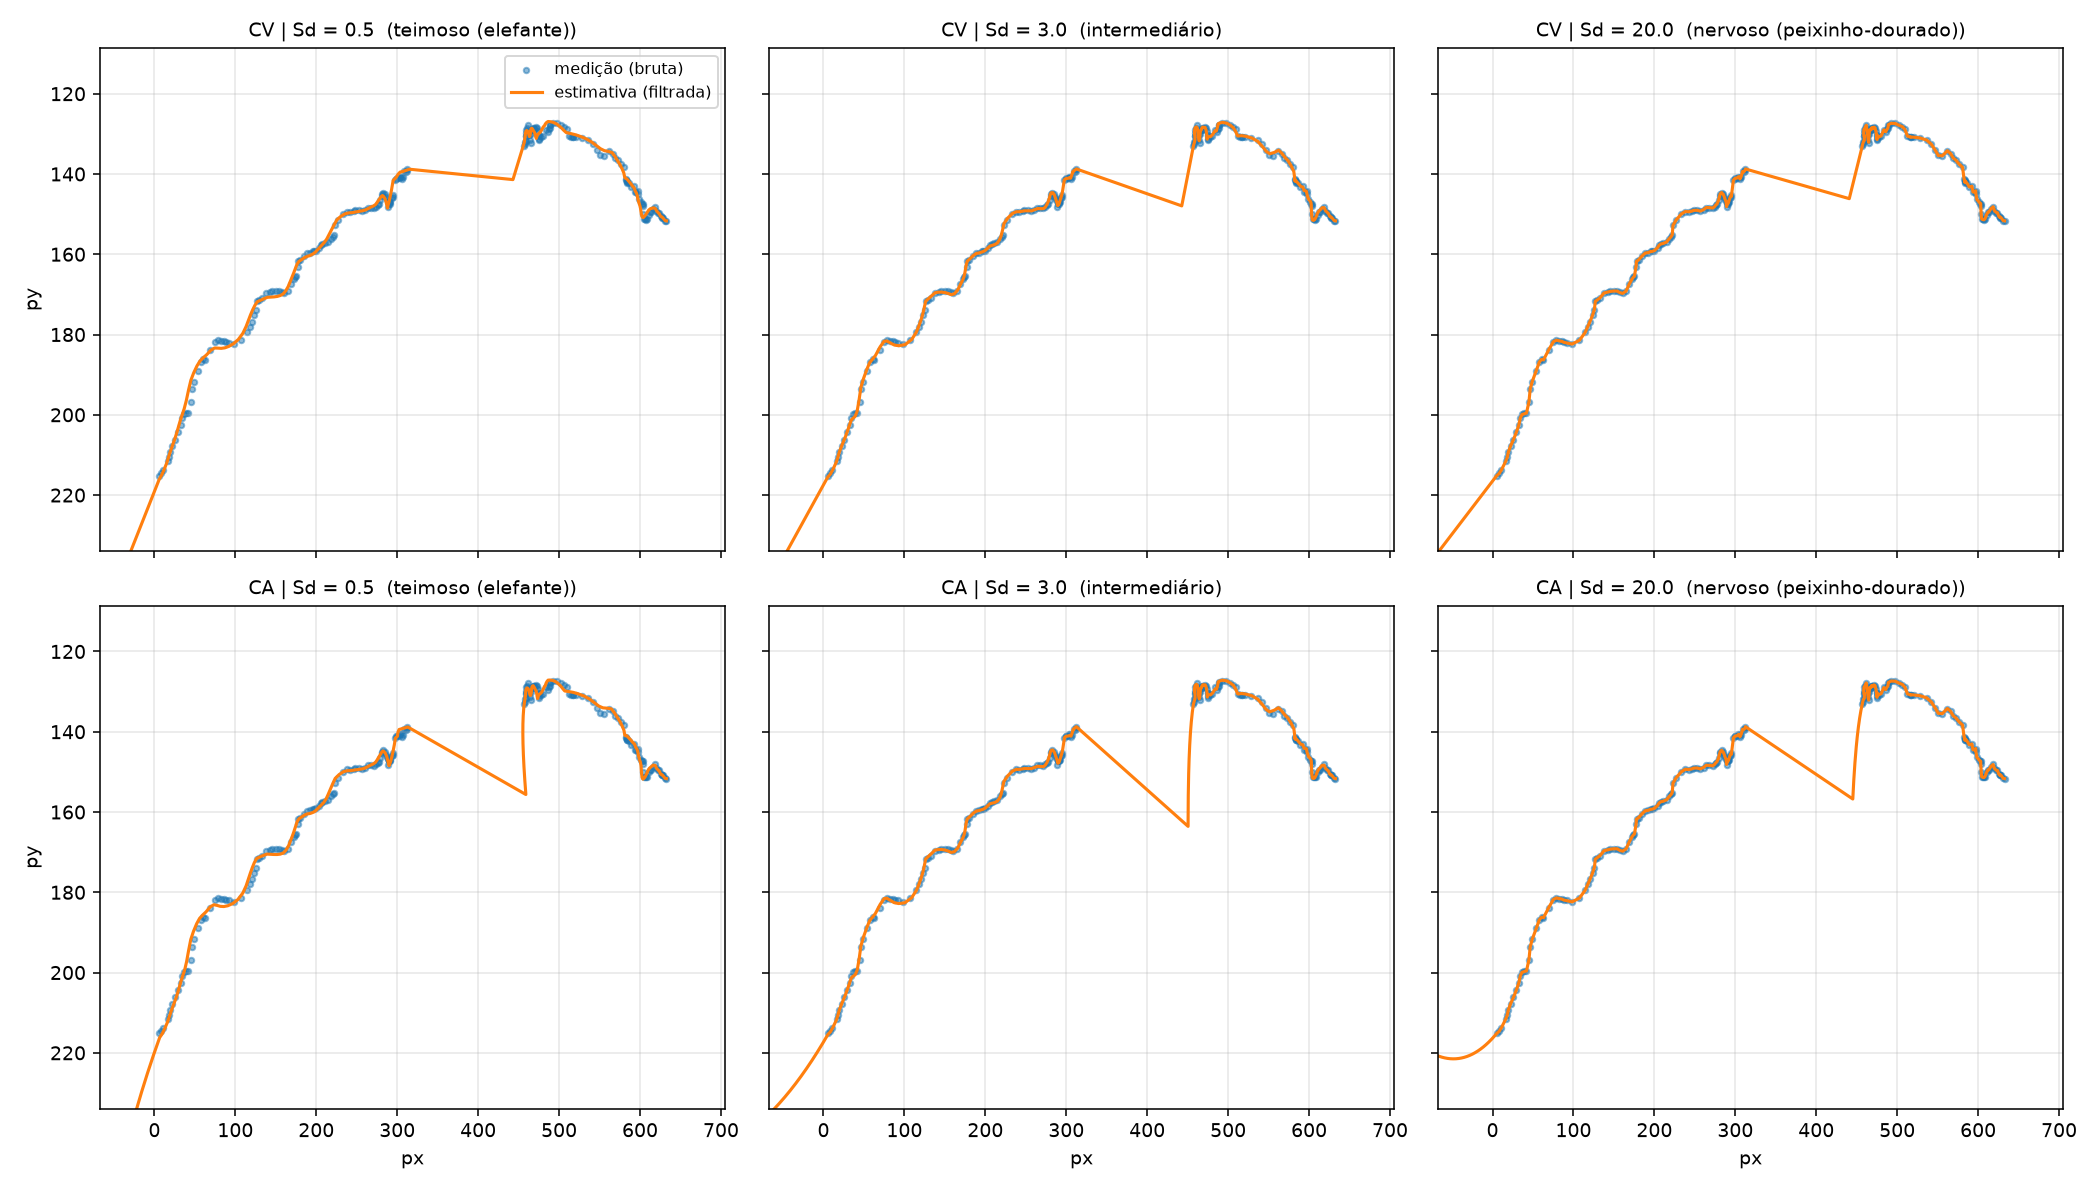 CV | Sd = 0.5  (teimoso (elefante))
CV | Sd = 3.0  (intermediário)
CV | Sd = 20.0  (nervoso (peixinho-dourado))
medição (bruta)
estimativa (filtrada)
120
140
160
180
200
220
py
CA | Sd = 0.5  (teimoso (elefante))
CA | Sd = 3.0  (intermediário)
CA | Sd = 20.0  (nervoso (peixinho-dourado))
120
140
160
180
200
220
py
0 100 200 300 400 500 600 700
0 100 200 300 400 500 600 700
0 100 200 300 400 500 600 700
px
px
px